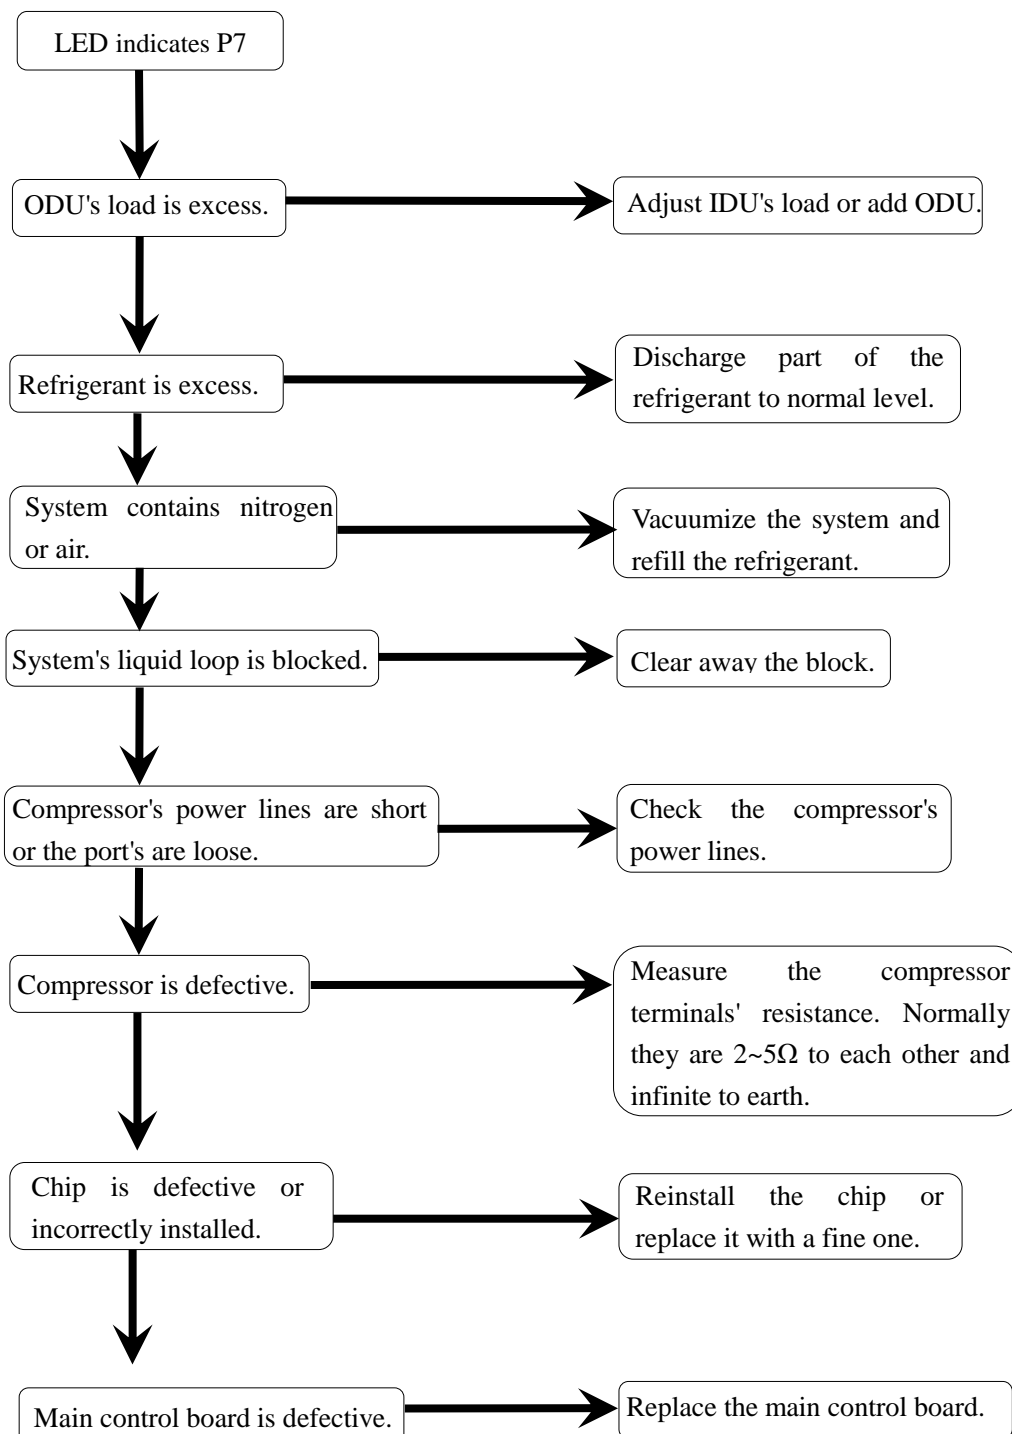 LED indicates P7
ODU's load is excess.
Adjust IDU's load or add ODU.
Refrigerant is excess.
Discharge part of the
refrigerant to normal level.
System contains nitrogen
or air.
Vacuumize the system and
refill the refrigerant.
System's liquid loop is blocked.
Clear away the block.
Compressor's power lines are short
or the port's are loose.
Check the compressor's
power lines.
Compressor is defective.
Measure the compressor
terminals' resistance. Normally
they are 2~5Ω to each other and
infinite to earth.
Chip is defective or
incorrectly installed.
Reinstall the chip or
replace it with a fine one.
Main control board is defective.
Replace the main control board.